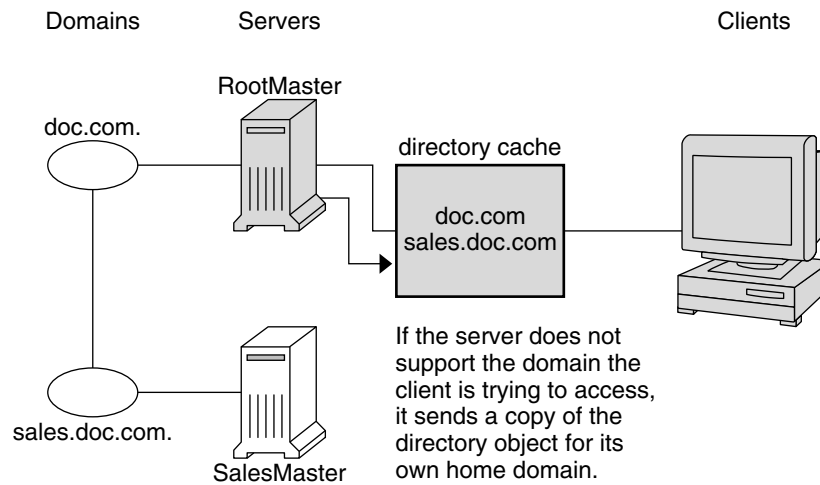 Domains
Servers
Clients
RootMaster
doc.com.
directory cache
doc.com
sales.doc.com
If the server does not
support the domain the
client is trying to access,
it sends a copy of the
directory object for its
own home domain.
sales.doc.com.
SalesMaster